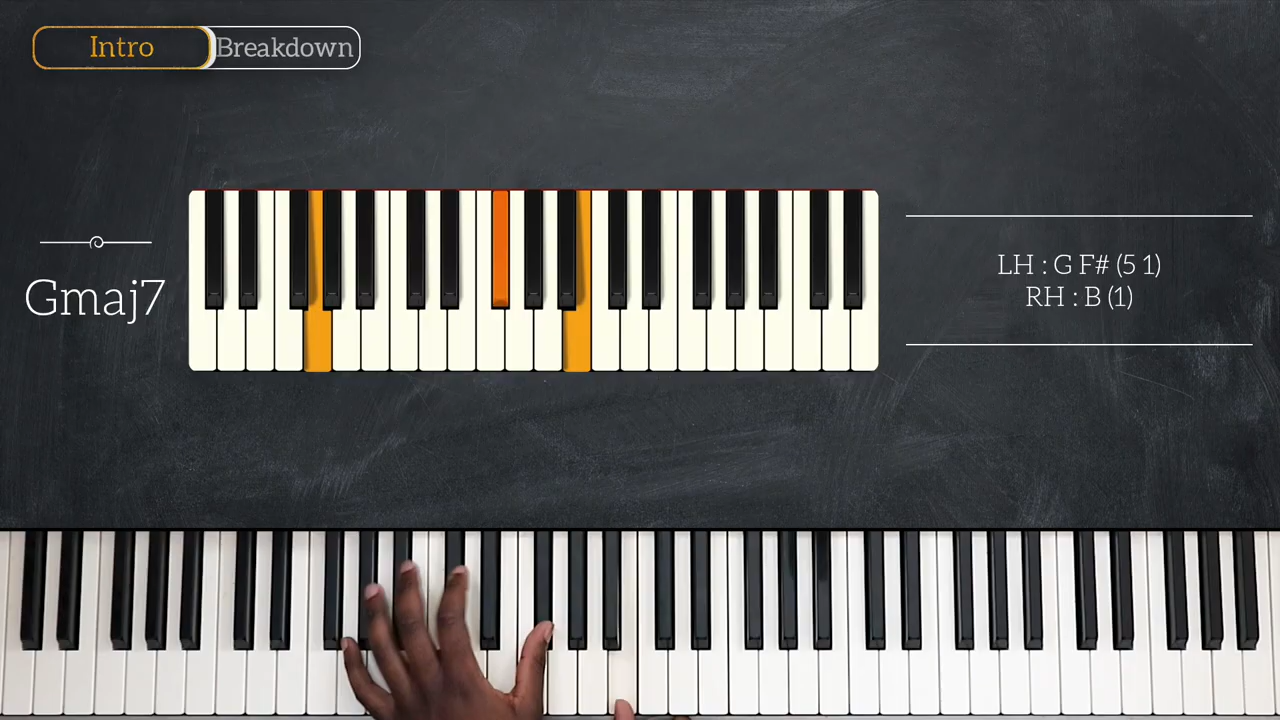 Intro
Breakdown
Gmaj7
LH : G F# (5 1)
RH : B (1)